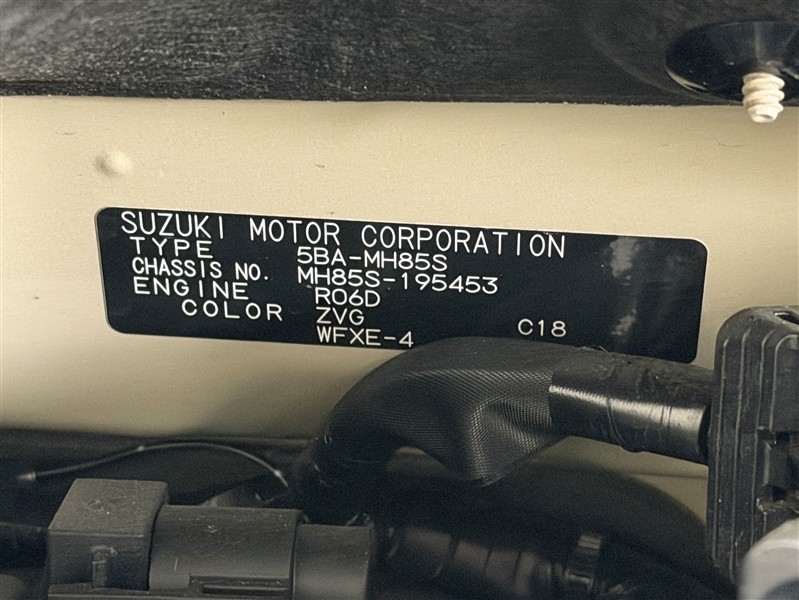 SUZUKI MOTOR CORPORATION
TYPE 5BA-MH85S
CHASSIS NO. MH85S-195453
ENGINE R06D
COLOR ZVG C18
WFXE-4